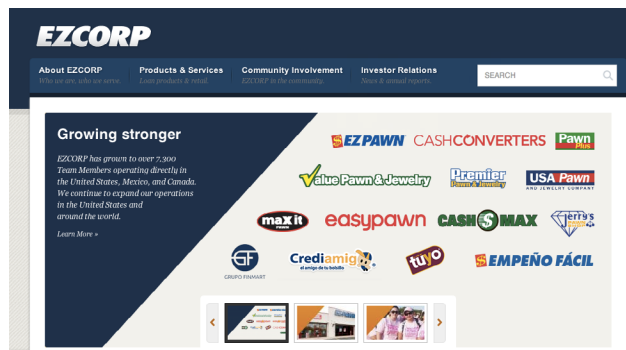 EZCORP
About EZCORP
Who we are, who we serve.
Products & Services
Loan products & retail.
Community Involvement
EZCORP in the community.
Investor Relations
News & annual reports.
SEARCH
Growing stronger
EZCORP has grown to over 7,300
Team Members operating directly in
the United States, Mexico, and Canada.
We continue to expand our operations
in the United States and
around the world.
Learn More »
$ EZPAWN
CASHCONVERTERS
Pawn
Plus
Value Pawn & Jewelry
Premier
Pawn & Jewelry
USA Pawn
AND JEWELRY COMPANY
maxit
PAWN
easypawn
CASH $ MAX
Jerry's
GF
GRUPO FINMART
Crediamigo
el amigo de tu bolsillo
tuyo
$ EMPEÑO FÁCIL